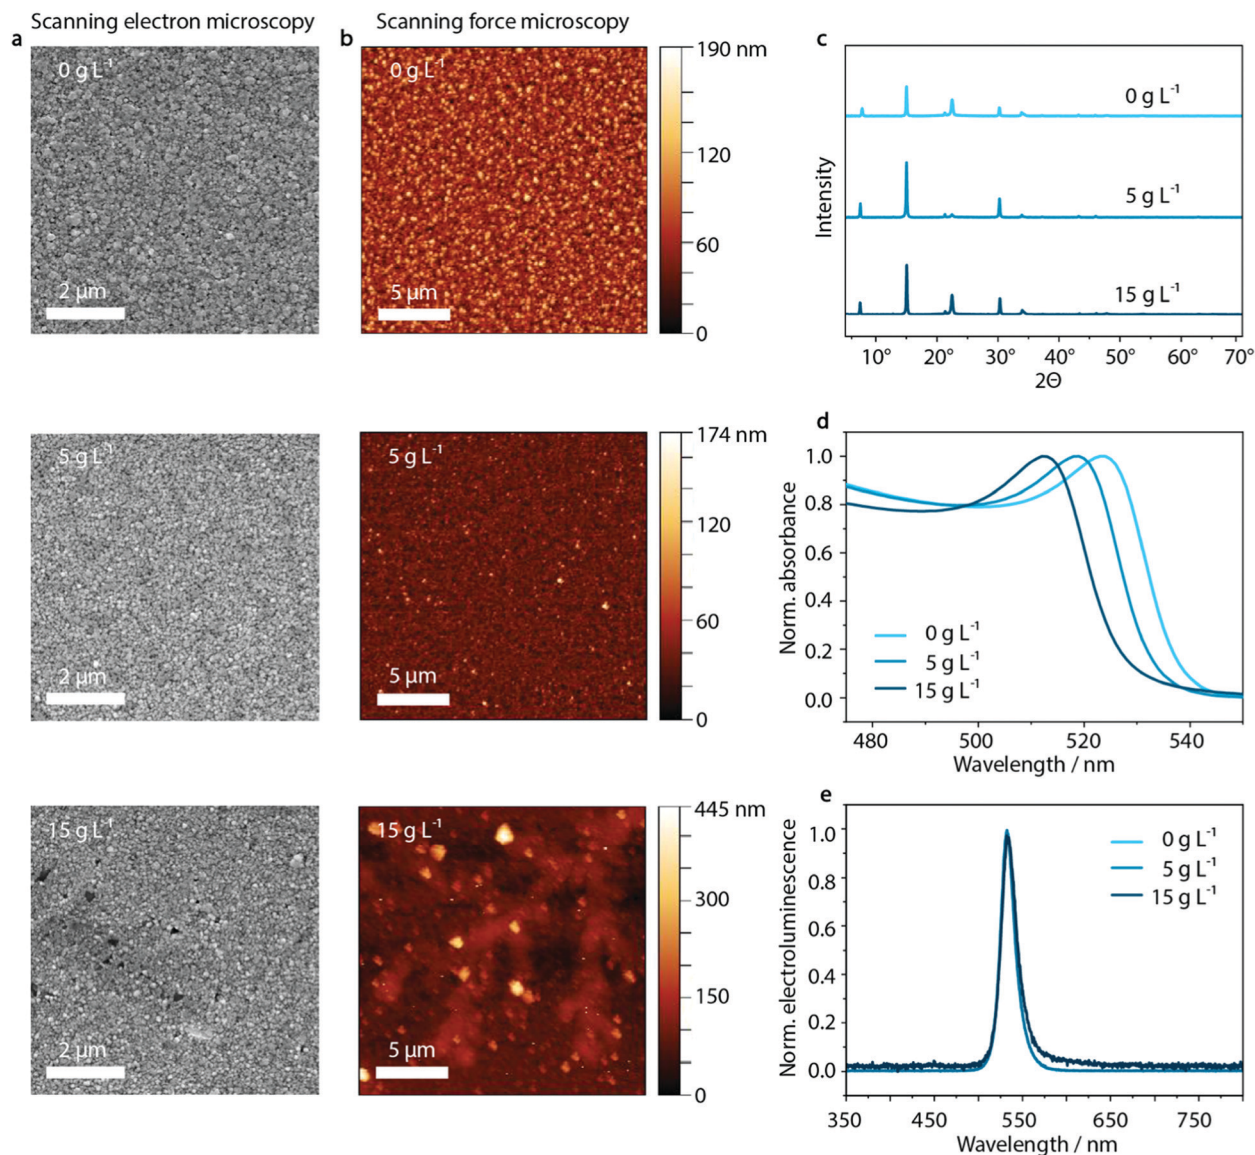 Scanning electron microscopy
Scanning force microscopy
a
0 g L⁻¹
2 µm
b
0 g L⁻¹
5 µm
190 nm
120
60
0
c
Intensity
0 g L⁻¹
5 g L⁻¹
15 g L⁻¹
10° 20° 30° 40° 50° 60° 70°
2Θ
5 g L⁻¹
2 µm
5 g L⁻¹
5 µm
174 nm
120
60
0
d
Norm. absorbance
1.0
0.8
0.6
0.4
0.2
0.0
0 g L⁻¹
5 g L⁻¹
15 g L⁻¹
480 500 520 540
Wavelength / nm
15 g L⁻¹
2 µm
15 g L⁻¹
5 µm
445 nm
300
150
0
e
Norm. electroluminescence
1.0
0.8
0.6
0.4
0.2
0.0
0 g L⁻¹
5 g L⁻¹
15 g L⁻¹
350 450 550 650 750
Wavelength / nm